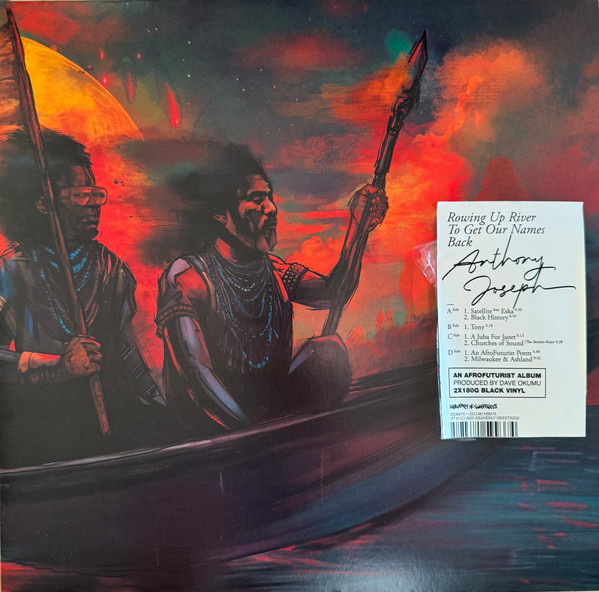 Rowing Up River
To Get Our Names
Back
Anthony
Joseph
A Side 1. Satellite feat. Eska
2. Black History
B Side 1. Tony
C Side 1. A Juba For Janet
2. Churches of Sound
D Side 1. An AfroFuturist Poem
2. Milwaukee & Ashland
AN AFROFUTURIST ALBUM
PRODUCED BY DAVE OKUMU
2X180G BLACK VINYL
HEAVENLY SWEETNESS